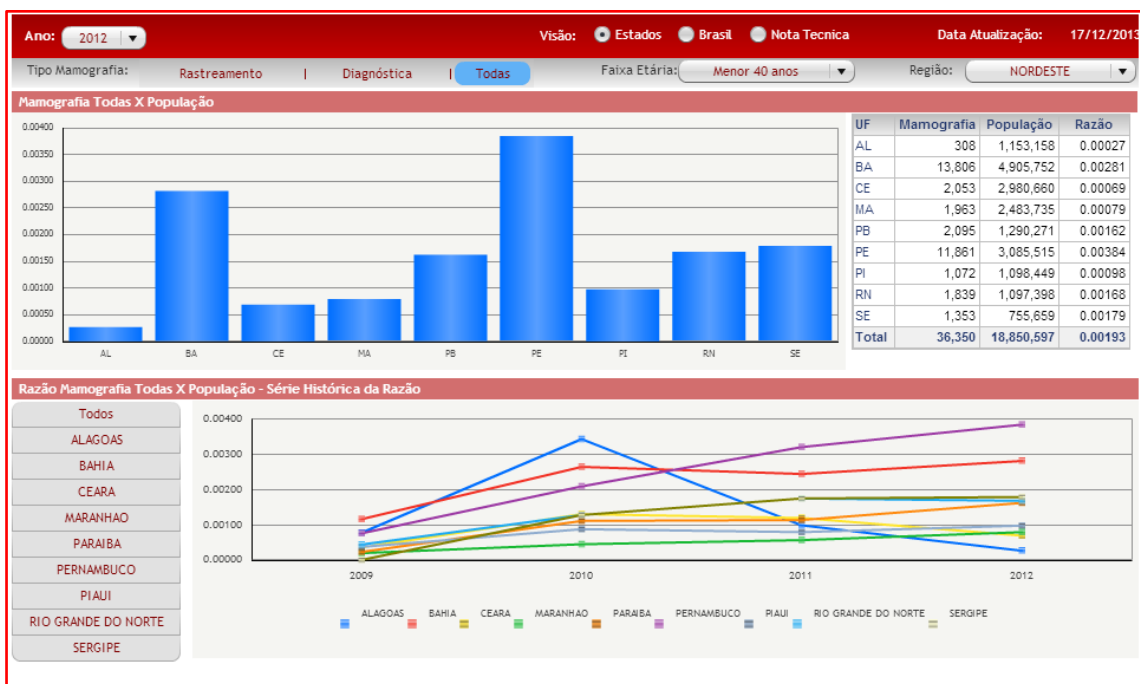 Ano: 2012 Visão: Estados Brasil Nota Tecnica Data Atualização: 17/12/2013
Tipo Mamografia: Rastreamento | Diagnóstica | Todas Faixa Etária: Menor 40 anos Região: NORDESTE
Mamografia Todas X População
0.00400
0.00350
0.00300
0.00250
0.00200
0.00150
0.00100
0.00050
0.00000
AL BA CE MA PB PE PI RN SE
UF Mamografia População Razão
AL 308 1,153,158 0.00027
BA 13,806 4,905,752 0.00281
CE 2,053 2,980,660 0.00069
MA 1,963 2,483,735 0.00079
PB 2,095 1,290,271 0.00162
PE 11,861 3,085,515 0.00384
PI 1,072 1,098,449 0.00098
RN 1,839 1,097,398 0.00168
SE 1,353 755,659 0.00179
Total 36,350 18,850,597 0.00193
Razão Mamografia Todas X População - Série Histórica da Razão
Todos
ALAGOAS
BAHIA
CEARA
MARANHAO
PARAIBA
PERNAMBUCO
PIAUI
RIO GRANDE DO NORTE
SERGIPE
0.00400
0.00300
0.00200
0.00100
0.00000
2009 2010 2011 2012
ALAGOAS BAHIA CEARA MARANHAO PARAIBA PERNAMBUCO PIAUI RIO GRANDE DO NORTE SERGIPE